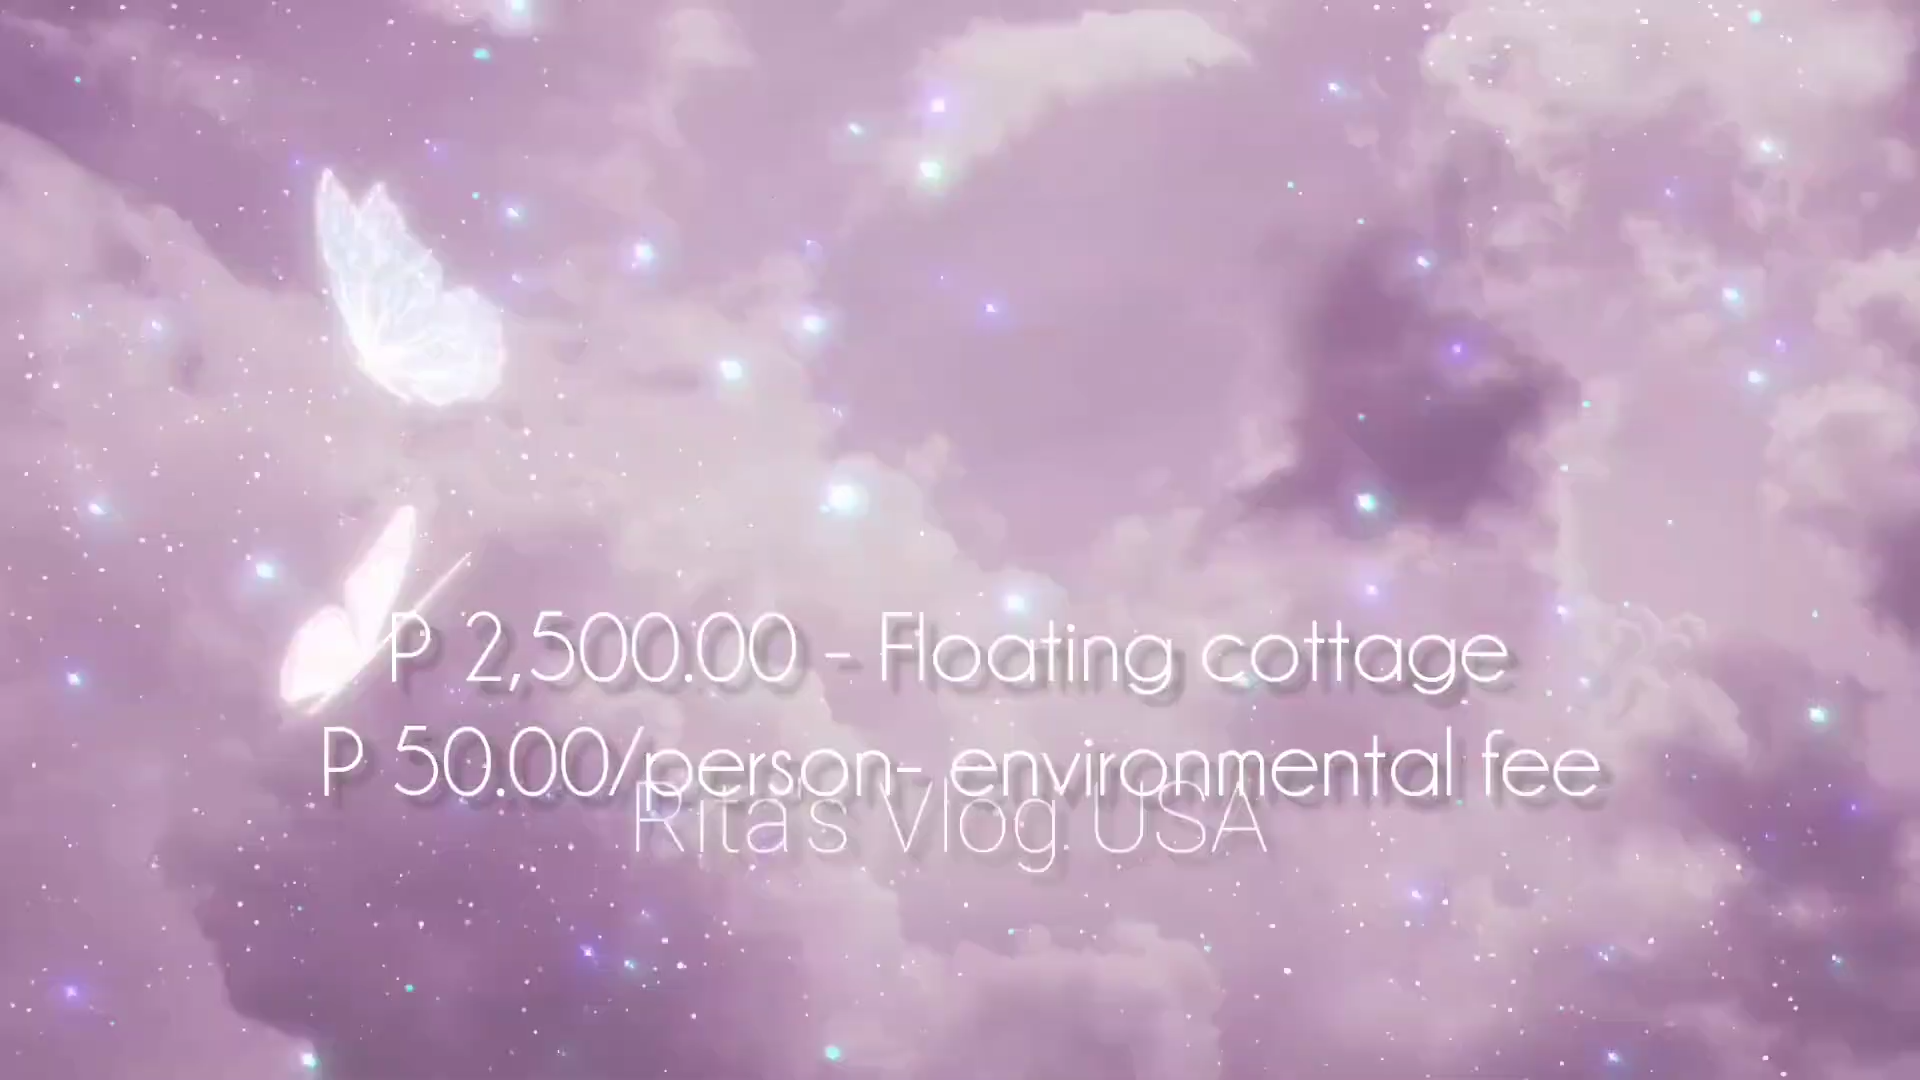 P 2,500.00 - Floating cottage
P 50.00/person- environmental fee
Rita's Vlog USA